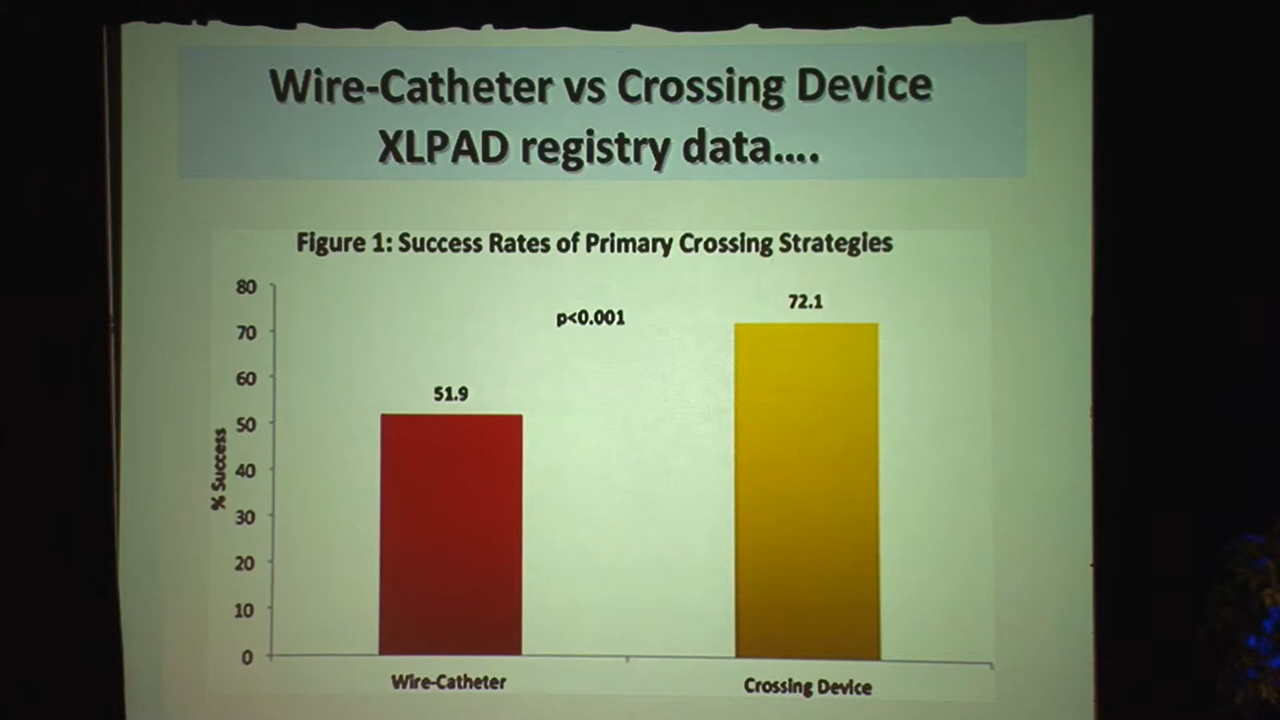 Wire-Catheter vs Crossing Device
XLPAD registry data....
Figure 1: Success Rates of Primary Crossing Strategies
80
70
60
50
40
30
20
10
0
% Success
p<0.001
51.9
72.1
Wire-Catheter
Crossing Device